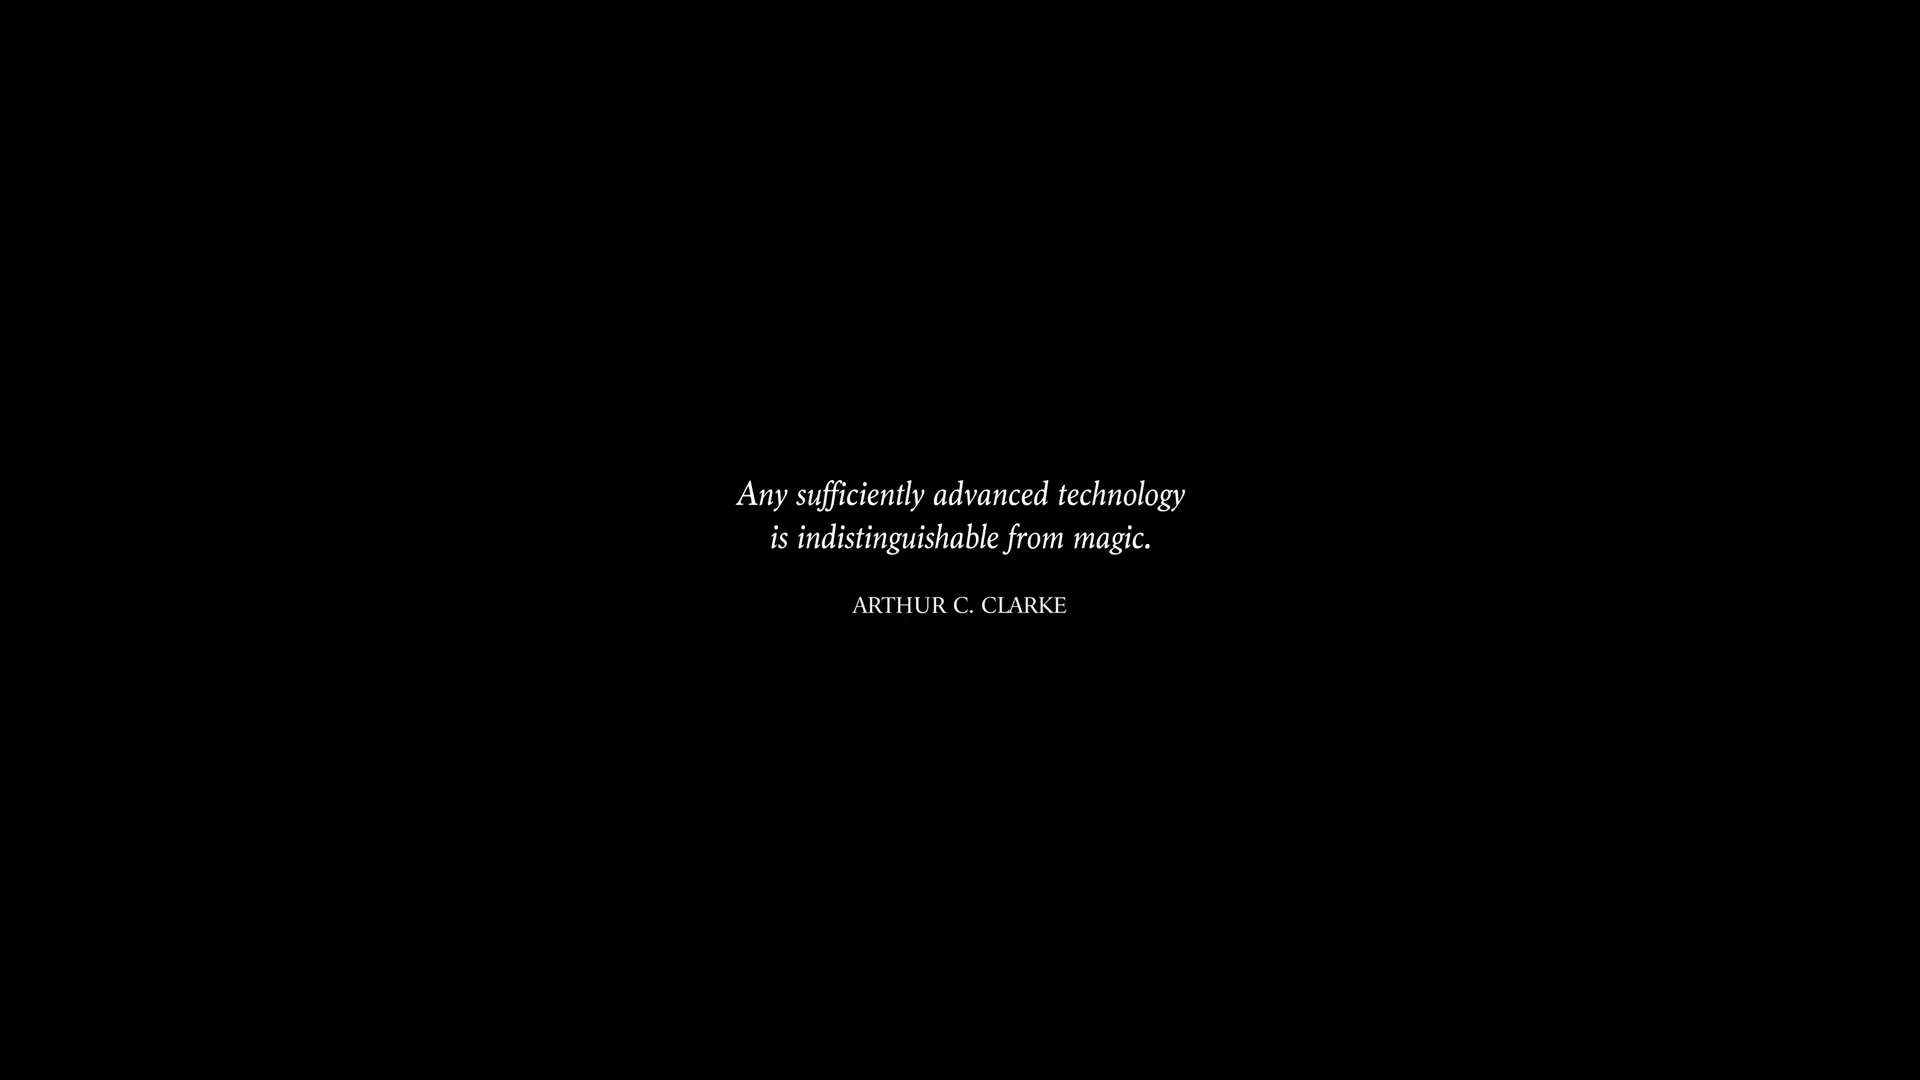 Any sufficiently advanced technology
is indistinguishable from magic.
ARTHUR C. CLARKE